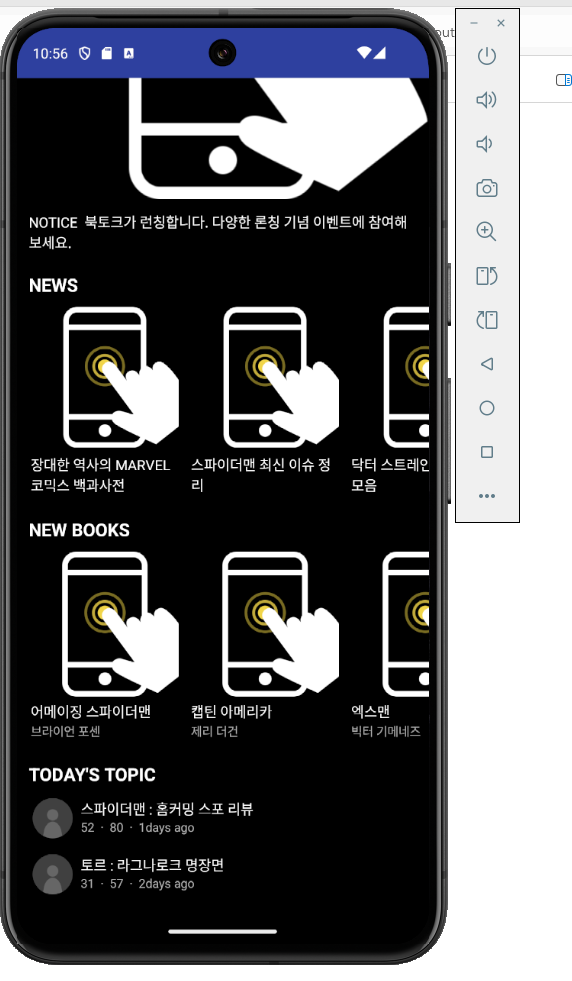 10:56
A
out
NOTICE 북토크가 런칭합니다. 다양한 론칭 기념 이벤트에 참여해
보세요.
NEWS
장대한 역사의 MARVEL
코믹스 백과사전
스파이더맨 최신 이슈 정
리
닥터 스트레인
모음
NEW BOOKS
어메이징 스파이더맨
브라이언 포센
캡틴 아메리카
제리 더건
엑스맨
빅터 기메네즈
TODAY'S TOPIC
스파이더맨 : 홈커밍 스포 리뷰
52 · 80 · 1days ago
토르 : 라그나로크 명장면
31 · 57 · 2days ago